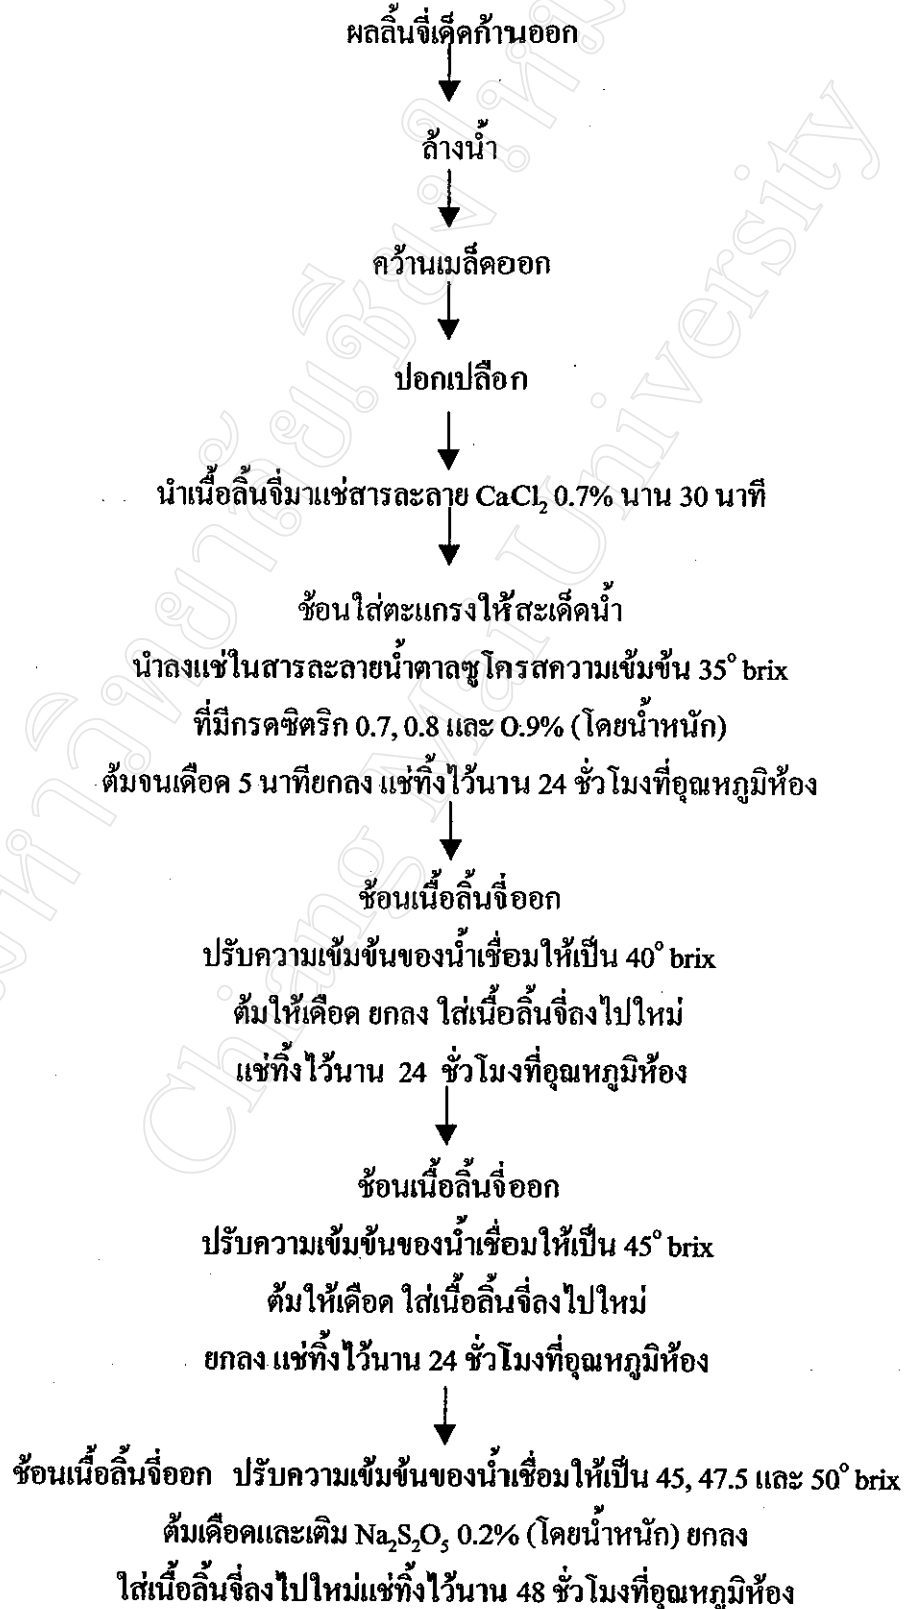 ผลลิ้นจี่เด็ดก้านออก
ล้างน้ำ
คว้านเมล็ดออก
ปอกเปลือก
นำเนื้อลิ้นจี่มาแช่สารละลาย CaCl₂ 0.7% นาน 30 นาที
ช้อนใส่ตะแกรงให้สะเด็ดน้ำ
นำลงแช่ในสารละลายน้ำตาลซูโครสความเข้มข้น 35° brix
ที่มีกรดซิตริก 0.7, 0.8 และ 0.9% (โดยน้ำหนัก)
ต้มจนเดือด 5 นาทียกลง แช่ทิ้งไว้นาน 24 ชั่วโมงที่อุณหภูมิห้อง
ช้อนเนื้อลิ้นจี่ออก
ปรับความเข้มข้นของน้ำเชื่อมให้เป็น 40° brix
ต้มให้เดือด ยกลง ใส่เนื้อลิ้นจี่ลงไปใหม่
แช่ทิ้งไว้นาน 24 ชั่วโมงที่อุณหภูมิห้อง
ช้อนเนื้อลิ้นจี่ออก
ปรับความเข้มข้นของน้ำเชื่อมให้เป็น 45° brix
ต้มให้เดือด ใส่เนื้อลิ้นจี่ลงไปใหม่
ยกลง แช่ทิ้งไว้นาน 24 ชั่วโมงที่อุณหภูมิห้อง
ช้อนเนื้อลิ้นจี่ออก ปรับความเข้มข้นของน้ำเชื่อมให้เป็น 45, 47.5 และ 50° brix
ต้มเดือดและเติม Na₂S₂O₅ 0.2% (โดยน้ำหนัก) ยกลง
ใส่เนื้อลิ้นจี่ลงไปใหม่แช่ทิ้งไว้นาน 48 ชั่วโมงที่อุณหภูมิห้อง
Chiang Mai University